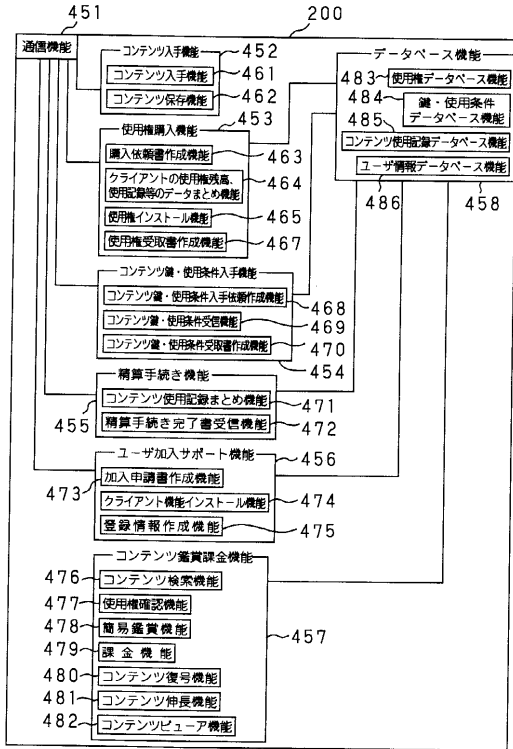 451
200
通信機能
コンテンツ入手機能
452
コンテンツ入手機能
461
コンテンツ保存機能
462
使用権購入機能
453
購入依頼書作成機能
463
クライアントの使用権残高、
使用記録等のデータまとめ機能
464
使用権インストール機能
465
使用権受取書作成機能
467
コンテンツ鍵・使用条件入手機能
コンテンツ鍵・使用条件入手依頼作成機能
468
コンテンツ鍵・使用条件受信機能
469
コンテンツ鍵・使用条件受取書作成機能
470
454
精算手続き機能
コンテンツ使用記録まとめ機能
471
455
精算手続き完了書受信機能
472
ユーザ加入サポート機能
456
473
加入申請書作成機能
クライアント機能インストール機能
474
登録情報作成機能
475
コンテンツ鑑賞課金機能
476
コンテンツ検索機能
477
使用権確認機能
478
簡易鑑賞機能
457
479
課金機能
480
コンテンツ復号機能
481
コンテンツ伸長機能
482
コンテンツビューア機能
データベース機能
483
使用権データベース機能
484
鍵・使用条件
データベース機能
485
コンテンツ使用記録データベース機能
ユーザ情報データベース機能
486
458